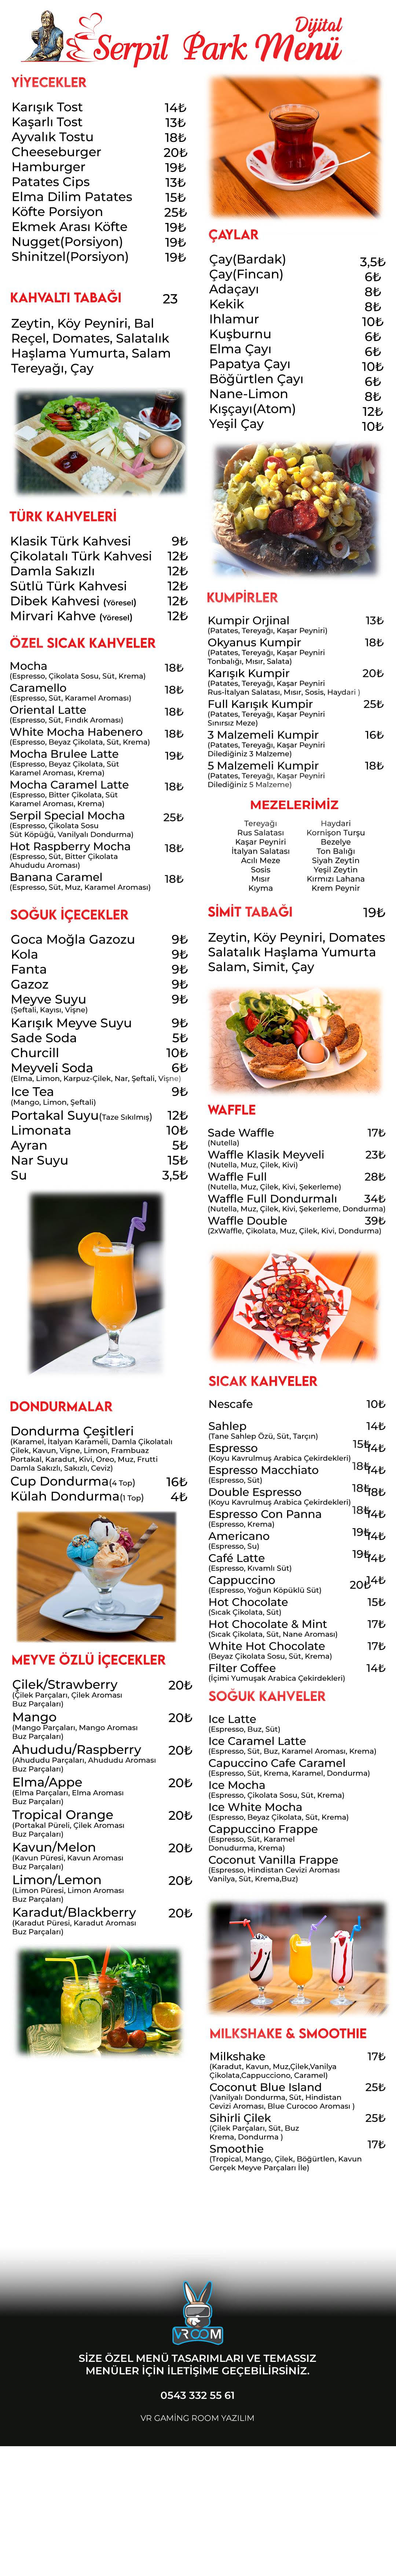 Serpil Park Dijital Menü
YİYECEKLER
Karışık Tost 14₺
Kaşarlı Tost 13₺
Ayvalık Tostu 18₺
Cheeseburger 20₺
Hamburger 19₺
Patates Cips 13₺
Elma Dilim Patates 15₺
Köfte Porsiyon 25₺
Ekmek Arası Köfte 19₺
Nugget(Porsiyon) 19₺
Shinitzel(Porsiyon) 19₺
KAHVALTI TABAĞI 23
Zeytin, Köy Peyniri, Bal
Reçel, Domates, Salatalık
Haşlama Yumurta, Salam
Tereyağı, Çay
TÜRK KAHVELERİ
Klasik Türk Kahvesi 9₺
Çikolatalı Türk Kahvesi 12₺
Damla Sakızlı 12₺
Sütlü Türk Kahvesi 12₺
Dibek Kahvesi (Yöresel) 12₺
Mirvari Kahve (Yöresel) 12₺
ÖZEL SICAK KAHVELER
Mocha 18₺
(Espresso, Çikolata Sosu, Süt, Krema)
Caramello 18₺
(Espresso, Süt, Karamel Aroması)
Oriental Latte 18₺
(Espresso, Süt, Fındık Aroması)
White Mocha Habenero 18₺
(Espresso, Beyaz Çikolata, Süt, Krema)
Mocha Brulee Latte 19₺
(Espresso, Beyaz Çikolata, Süt
Karamel Aroması, Krema)
Mocha Caramel Latte 18₺
(Espresso, Bitter Çikolata, Süt
Karamel Aroması, Krema)
Serpil Special Mocha 25₺
(Espresso, Çikolata Sosu
Süt Köpüğü, Vanilyalı Dondurma)
Hot Raspberry Mocha 18₺
(Espresso, Süt, Bitter Çikolata
Ahududu Aroması)
Banana Caramel 18₺
(Espresso, Süt, Muz, Karamel Aroması)
SOĞUK İÇECEKLER
Goca Moğla Gazozu 9₺
Kola 9₺
Fanta 9₺
Gazoz 9₺
Meyve Suyu 9₺
(Şeftali, Kayısı, Vişne)
Karışık Meyve Suyu 9₺
Sade Soda 5₺
Churcill 10₺
Meyveli Soda 6₺
(Elma, Limon, Karpuz-Çilek, Nar, Şeftali, Vişne)
Ice Tea 9₺
(Mango, Limon, Şeftali)
Portakal Suyu(Taze Sıkılmış) 12₺
Limonata 10₺
Ayran 5₺
Nar Suyu 15₺
Su 3,5₺
DONDURMALAR
Dondurma Çeşitleri
(Karamel, İtalyan Karameli, Damla Çikolatalı
Çilek, Kavun, Vişne, Limon, Frambuaz
Portakal, Karadut, Kivi, Oreo, Muz, Frutti
Damla Sakızlı, Sakızlı, Ceviz)
Cup Dondurma(4 Top) 16₺
Külah Dondurma(1 Top) 4₺
MEYVE ÖZLÜ İÇECEKLER
Çilek/Strawberry 20₺
(Çilek Parçaları, Çilek Aroması
Buz Parçaları)
Mango 20₺
(Mango Parçaları, Mango Aroması
Buz Parçaları)
Ahududu/Raspberry 20₺
(Ahududu Parçaları, Ahududu Aroması
Buz Parçaları)
Elma/Appe 20₺
(Elma Parçaları, Elma Aroması
Buz Parçaları)
Tropical Orange 20₺
(Portakal Püreli, Çilek Aroması
Buz Parçaları)
Kavun/Melon 20₺
(Kavun Püresi, Kavun Aroması
Buz Parçaları)
Limon/Lemon 20₺
(Limon Püresi, Limon Aroması
Buz Parçaları)
Karadut/Blackberry 20₺
(Karadut Püresi, Karadut Aroması
Buz Parçaları)
ÇAYLAR
Çay(Bardak) 3,5₺
Çay(Fincan) 6₺
Adaçayı 8₺
Kekik 8₺
Ihlamur 10₺
Kuşburnu 6₺
Elma Çayı 6₺
Papatya Çayı 10₺
Böğürtlen Çayı 6₺
Nane-Limon 8₺
Kışçayı(Atom) 12₺
Yeşil Çay 10₺
KUMPİRLER
Kumpir Orjinal 13₺
(Patates, Tereyağı, Kaşar Peyniri)
Okyanus Kumpir 18₺
(Patates, Tereyağı, Kaşar Peyniri
Tonbalığı, Mısır, Salata)
Karışık Kumpir 20₺
(Patates, Tereyağı, Kaşar Peyniri
Rus-İtalyan Salatası, Mısır, Sosis, Haydari )
Full Karışık Kumpir 25₺
(Patates, Tereyağı, Kaşar Peyniri
Sınırsız Meze)
3 Malzemeli Kumpir 16₺
(Patates, Tereyağı, Kaşar Peyniri
Dilediğiniz 3 Malzeme)
5 Malzemeli Kumpir 18₺
(Patates, Tereyağı, Kaşar Peyniri
Dilediğiniz 5 Malzeme)
MEZELERİMİZ
Tereyağı Haydari
Rus Salatası Kornişon Turşu
Kaşar Peyniri Bezelye
İtalyan Salatası Ton Balığı
Acılı Meze Siyah Zeytin
Sosis Yeşil Zeytin
Mısır Kırmızı Lahana
Kıyma Krem Peynir
SİMİT TABAĞI 19₺
Zeytin, Köy Peyniri, Domates
Salatalık Haşlama Yumurta
Salam, Simit, Çay
WAFFLE
Sade Waffle 17₺
(Nutella)
Waffle Klasik Meyveli 23₺
(Nutella, Muz, Çilek, Kivi)
Waffle Full 28₺
(Nutella, Muz, Çilek, Kivi, Şekerleme)
Waffle Full Dondurmalı 34₺
(Nutella, Muz, Çilek, Kivi, Şekerleme, Dondurma)
Waffle Double 39₺
(2xWaffle, Çikolata, Muz, Çilek, Kivi, Dondurma)
SICAK KAHVELER
Nescafe 10₺
Sahlep 14₺
(Tane Sahlep Özü, Süt, Tarçın)
Espresso 15₺ 14₺
(Koyu Kavrulmuş Arabica Çekirdekleri)
Espresso Macchiato 18₺ 14₺
(Espresso, Süt)
Double Espresso 18₺ 18₺
(Koyu Kavrulmuş Arabica Çekirdekleri)
Espresso Con Panna 18₺ 14₺
(Espresso, Krema)
Americano 19₺ 14₺
(Espresso, Su)
Café Latte 19₺ 14₺
(Espresso, Kıvamlı Süt)
Cappuccino 20₺ 14₺
(Espresso, Yoğun Köpüklü Süt)
Hot Chocolate 15₺
(Sıcak Çikolata, Süt)
Hot Chocolate & Mint 17₺
(Sıcak Çikolata, Süt, Nane Aroması)
White Hot Chocolate 17₺
(Beyaz Çikolata Sosu, Süt, Krema)
Filter Coffee 14₺
(İçimi Yumuşak Arabica Çekirdekleri)
SOĞUK KAHVELER
Ice Latte
(Espresso, Buz, Süt)
Ice Caramel Latte
(Espresso, Süt, Buz, Karamel Aroması, Krema)
Capuccino Cafe Caramel
(Espresso, Süt, Krema, Karamel, Dondurma)
Ice Mocha
(Espresso, Çikolata Sosu, Süt, Krema)
Ice White Mocha
(Espresso, Beyaz Çikolata, Süt, Krema)
Cappuccino Frappe
(Espresso, Süt, Karamel
Donudurma, Krema)
Coconut Vanilla Frappe
(Espresso, Hindistan Cevizi Aroması
Vanilya, Süt, Krema,Buz)
MILKSHAKE & SMOOTHIE
Milkshake 17₺
(Karadut, Kavun, Muz,Çilek,Vanilya
Çikolata,Cappucciono, Caramel)
Coconut Blue Island 25₺
(Vanilyalı Dondurma, Süt, Hindistan
Cevizi Aroması, Blue Curocoo Aroması )
Sihirli Çilek 25₺
(Çilek Parçaları, Süt, Buz
Krema, Dondurma )
Smoothie 17₺
(Tropical, Mango, Çilek, Böğürtlen, Kavun
Gerçek Meyve Parçaları İle)
VROOM
SİZE ÖZEL MENÜ TASARIMLARI VE TEMASSIZ
MENÜLER İÇİN İLETİŞİME GEÇEBİLİRSİNİZ.
0543 332 55 61
VR GAMİNG ROOM YAZILIM